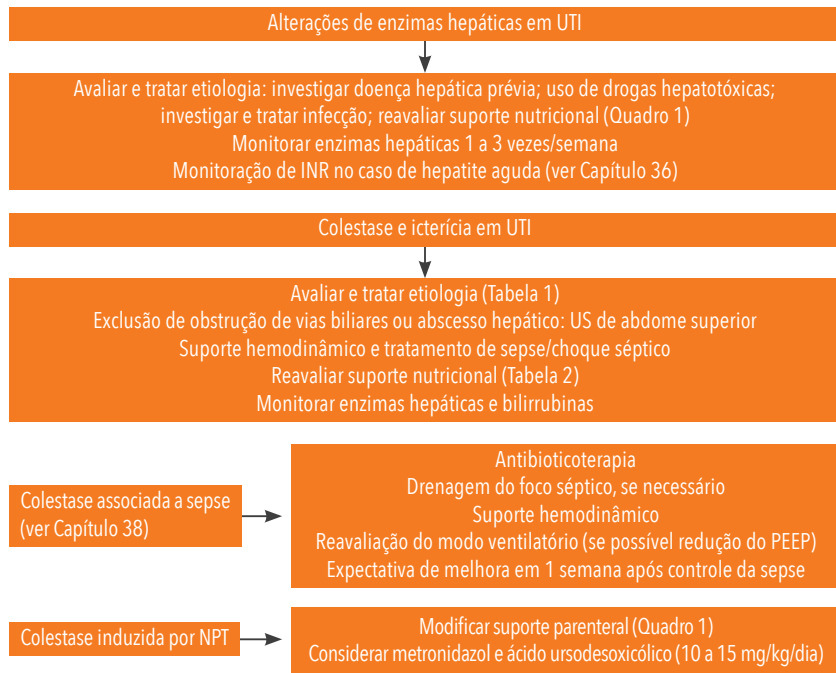 Alterações de enzimas hepáticas em UTI
Avaliar e tratar etiologia: investigar doença hepática prévia; uso de drogas hepatotóxicas;
investigar e tratar infecção; reavaliar suporte nutricional (Quadro 1)
Monitorar enzimas hepáticas 1 a 3 vezes/semana
Monitoração de INR no caso de hepatite aguda (ver Capítulo 36)
Colestase e icterícia em UTI
Avaliar e tratar etiologia (Tabela 1)
Exclusão de obstrução de vias biliares ou abscesso hepático: US de abdome superior
Suporte hemodinâmico e tratamento de sepse/choque séptico
Reavaliar suporte nutricional (Tabela 2)
Monitorar enzimas hepáticas e bilirrubinas
Colestase associada a sepse
(ver Capítulo 38)
Antibioticoterapia
Drenagem do foco séptico, se necessário
Suporte hemodinâmico
Reavaliação do modo ventilatório (se possível redução do PEEP)
Expectativa de melhora em 1 semana após controle da sepse
Colestase induzida por NPT
Modificar suporte parenteral (Quadro 1)
Considerar metronidazol e ácido ursodesoxicólico (10 a 15 mg/kg/dia)